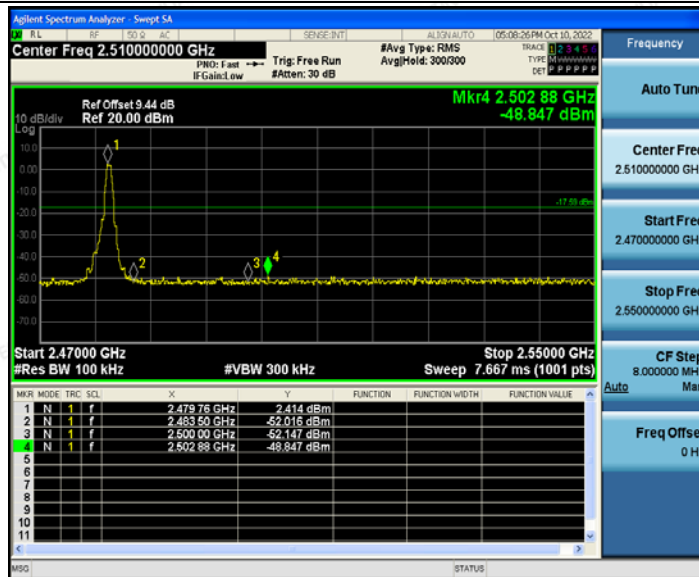 Agilent Spectrum Analyzer - Swept SA
RL RF 50 Ω AC SENSE:INT ALIGN AUTO 05:08:26 PM Oct 10, 2022
Center Freq 2.510000000 GHz
PNO: Fast
IFGain:Low
Trig: Free Run
#Atten: 30 dB
#Avg Type: RMS
Avg|Hold: 300/300
TRACE 1 2 3 4 5 6
TYPE M W W W W W
DET P P P P P P
Ref Offset 9.44 dB
10 dB/div Ref 20.00 dBm
Log
Mkr4 2.502 88 GHz
-48.847 dBm
10.0
0.00
-10.0
-20.0
-30.0
-40.0
-50.0
-60.0
-70.0
1
2
3
4
-17.59 dBm
Start 2.47000 GHz Stop 2.55000 GHz
#Res BW 100 kHz #VBW 300 kHz Sweep 7.667 ms (1001 pts)
MKR MODE TRC SCL X Y FUNCTION FUNCTION WIDTH FUNCTION VALUE
1 N 1 f 2.479 76 GHz 2.414 dBm
2 N 1 f 2.483 50 GHz -52.016 dBm
3 N 1 f 2.500 00 GHz -52.147 dBm
4 N 1 f 2.502 88 GHz -48.847 dBm
5
6
7
8
9
10
11
MSG STATUS
Frequency
Auto Tun
Center Fre
2.510000000 GH
Start Fre
2.470000000 GH
Stop Fre
2.550000000 GH
CF Step
8.000000 MH
Auto Ma
Freq Offse
0 H